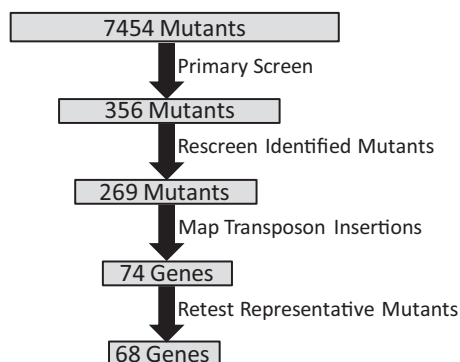 7454 Mutants
Primary Screen
356 Mutants
Rescreen Identified Mutants
269 Mutants
Map Transposon Insertions
74 Genes
Retest Representative Mutants
68 Genes